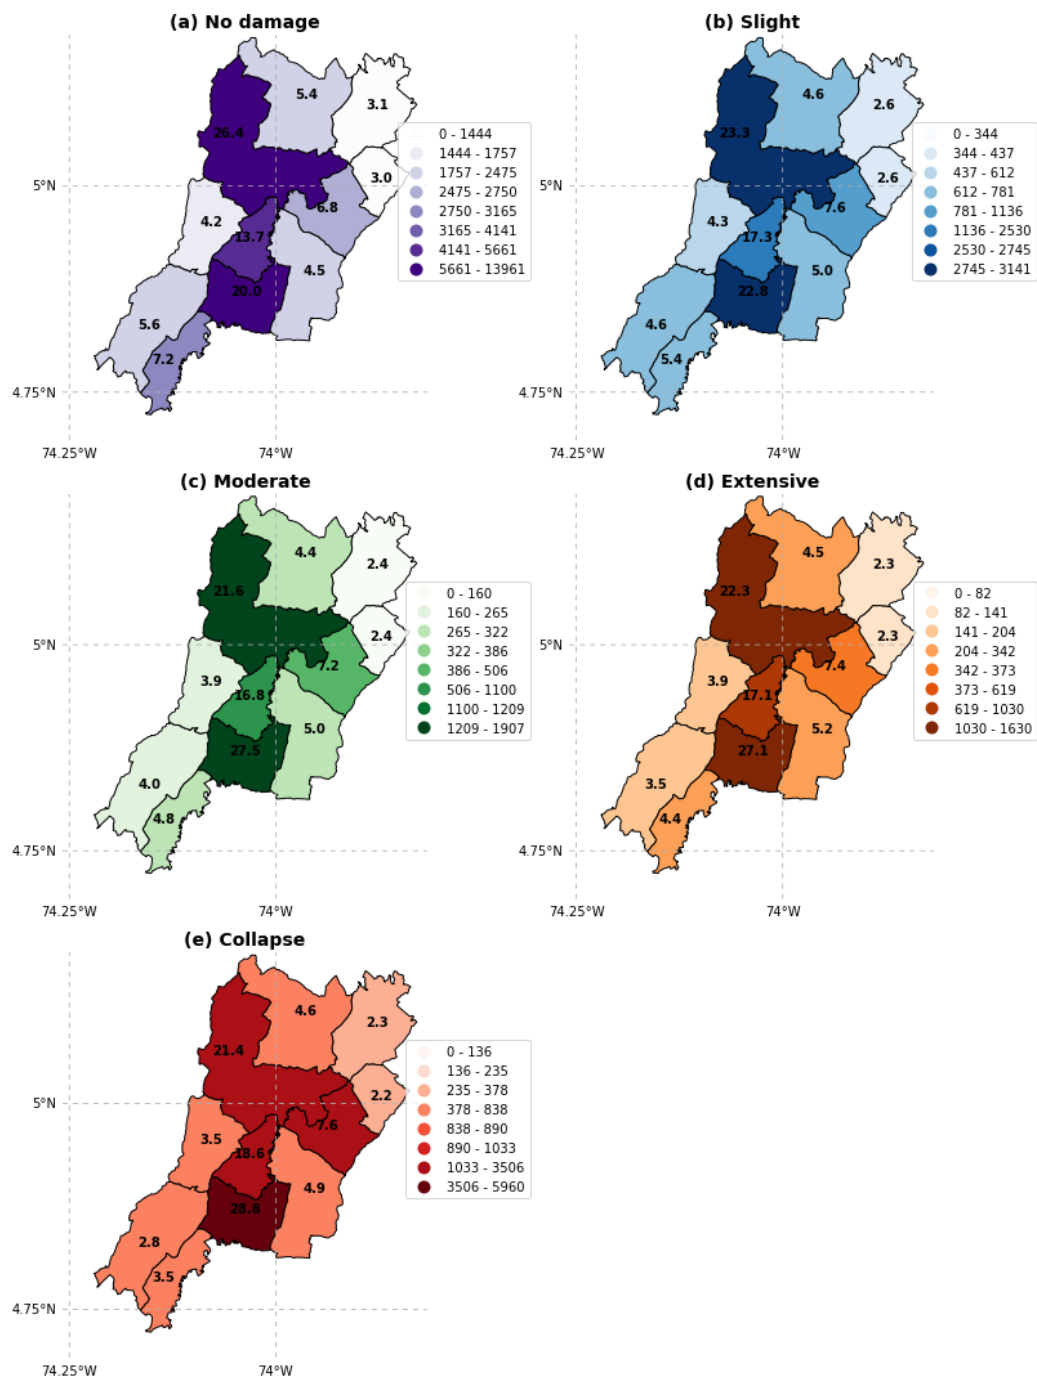 (a) No damage
5.4
3.1
26.4
3.0
6.8
4.2
13.7
4.5
20.0
5.6
7.2
0 - 1444
1444 - 1757
1757 - 2475
2475 - 2750
2750 - 3165
3165 - 4141
4141 - 5661
5661 - 13961
5°N
4.75°N
74.25°W
74°W
(b) Slight
4.6
2.6
23.3
2.6
7.6
4.3
17.3
5.0
22.8
4.6
5.4
0 - 344
344 - 437
437 - 612
612 - 781
781 - 1136
1136 - 2530
2530 - 2745
2745 - 3141
5°N
4.75°N
74.25°W
74°W
(c) Moderate
4.4
2.4
21.6
2.4
7.2
3.9
16.8
5.0
27.5
4.0
4.8
0 - 160
160 - 265
265 - 322
322 - 386
386 - 506
506 - 1100
1100 - 1209
1209 - 1907
5°N
4.75°N
74.25°W
74°W
(d) Extensive
4.5
2.3
22.3
2.3
7.4
3.9
17.1
5.2
27.1
3.5
4.4
0 - 82
82 - 141
141 - 204
204 - 342
342 - 373
373 - 619
619 - 1030
1030 - 1630
5°N
4.75°N
74.25°W
74°W
(e) Collapse
4.6
2.3
21.4
2.2
7.6
3.5
18.6
4.9
28.8
2.8
3.5
0 - 136
136 - 235
235 - 378
378 - 838
838 - 890
890 - 1033
1033 - 3506
3506 - 5960
5°N
4.75°N
74.25°W
74°W